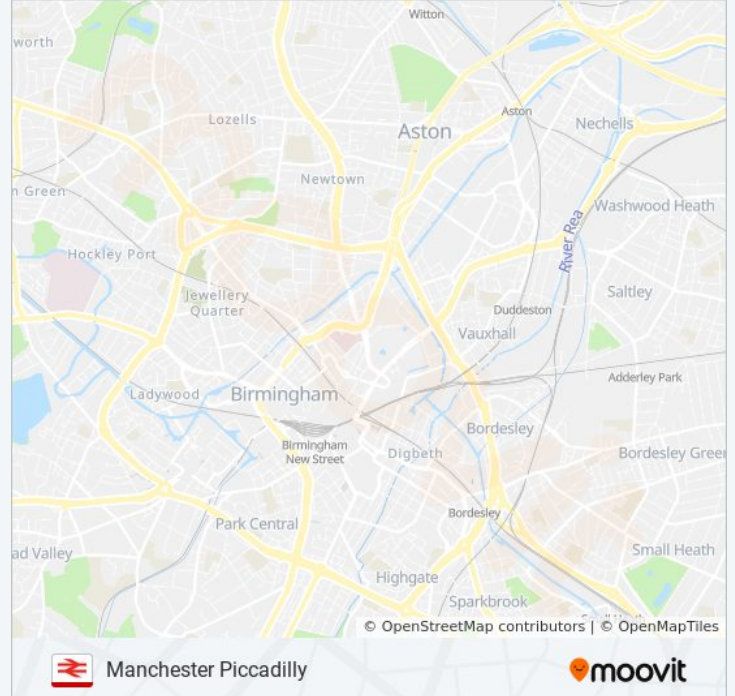 Witton
worth
Lozells
Aston
Aston
Nechells
Newtown
n Green
Washwood Heath
River Rea
Hockley Port
Jewellery
Quarter
Saltley
Duddeston
Vauxhall
Adderley Park
Ladywood
Birmingham
Birmingham
New Street
Digbeth
Bordesley
Bordesley Greer
Bordesley
Park Central
ad Valley
Small Heath
Highgate
Sparkbrook
© OpenStreetMap contributors | © OpenMapTiles
Manchester Piccadilly
moovit